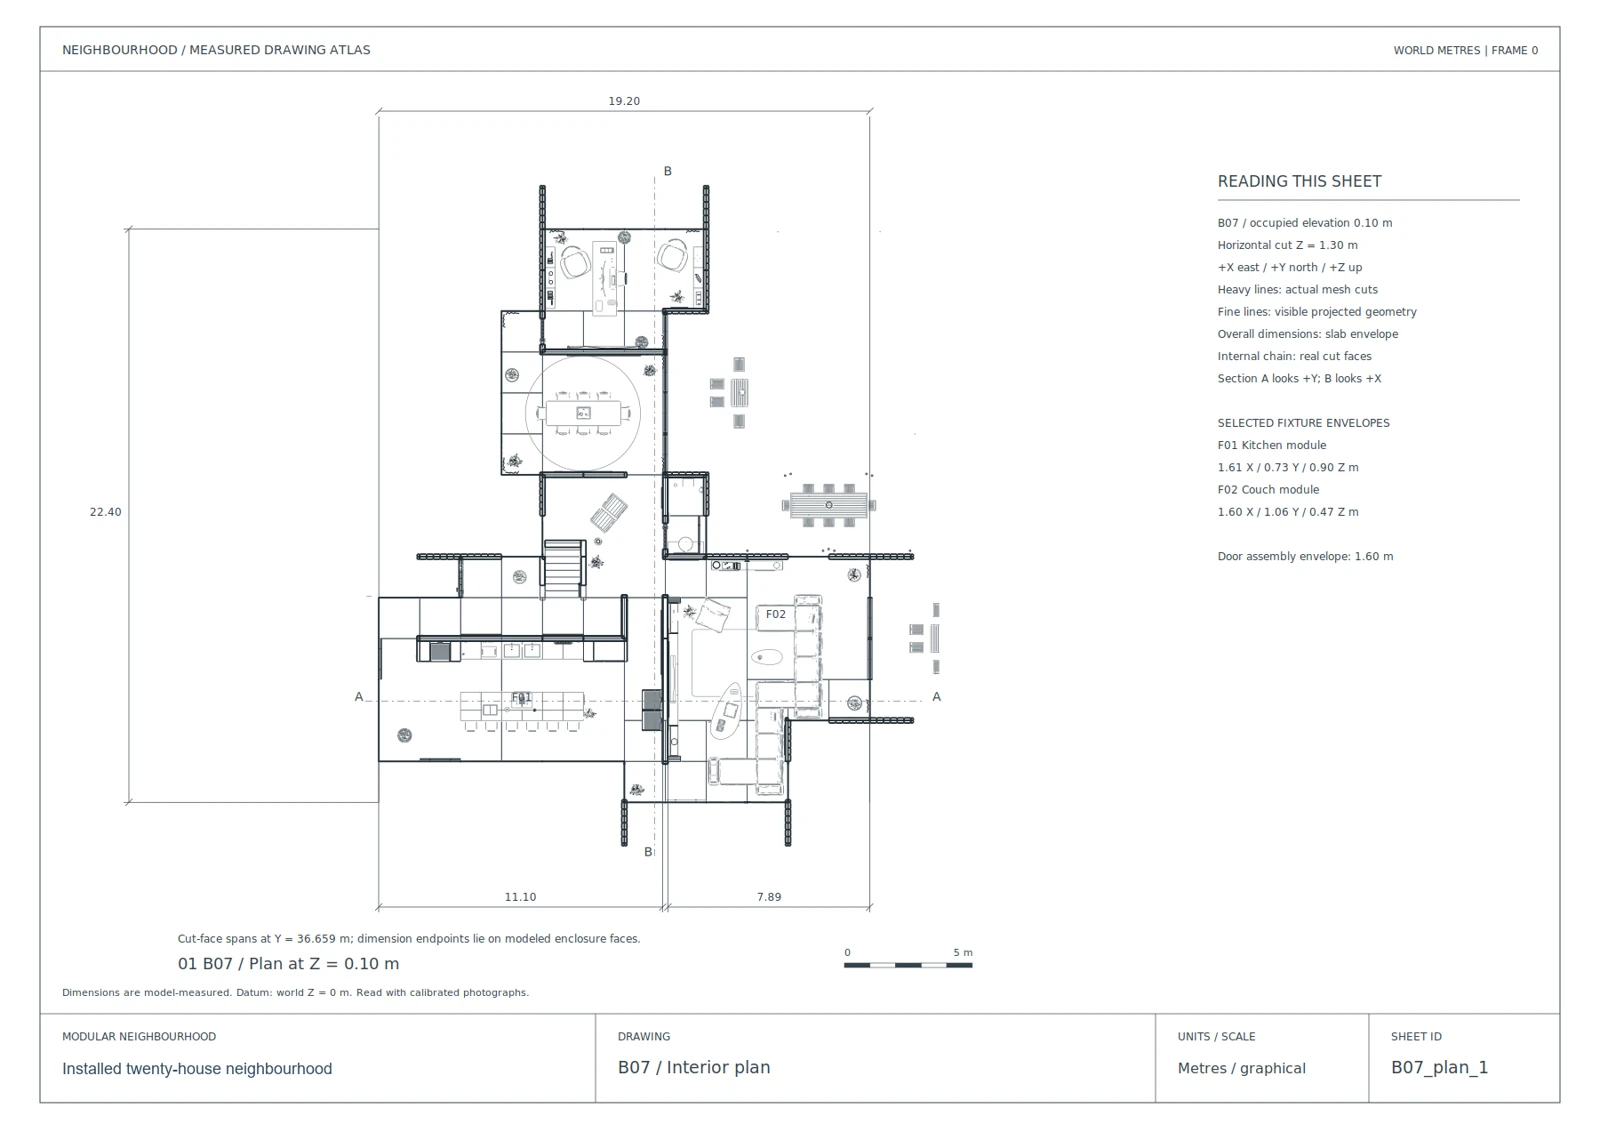 NEIGHBOURHOOD / MEASURED DRAWING ATLAS
WORLD METRES | FRAME 0
19.20
B
READING THIS SHEET
B07 / occupied elevation 0.10 m
Horizontal cut Z = 1.30 m
+X east / +Y north / +Z up
Heavy lines: actual mesh cuts
Fine lines: visible projected geometry
Overall dimensions: slab envelope
Internal chain: real cut faces
Section A looks +Y; B looks +X
SELECTED FIXTURE ENVELOPES
F01 Kitchen module
1.61 X / 0.73 Y / 0.90 Z m
F02 Couch module
1.60 X / 1.06 Y / 0.47 Z m
Door assembly envelope: 1.60 m
22.40
F02
A
F01
A
B
11.10
7.89
Cut-face spans at Y = 36.659 m; dimension endpoints lie on modeled enclosure faces.
01 B07 / Plan at Z = 0.10 m
0
5 m
Dimensions are model-measured. Datum: world Z = 0 m. Read with calibrated photographs.
MODULAR NEIGHBOURHOOD
Installed twenty-house neighbourhood
DRAWING
B07 / Interior plan
UNITS / SCALE
Metres / graphical
SHEET ID
B07_plan_1